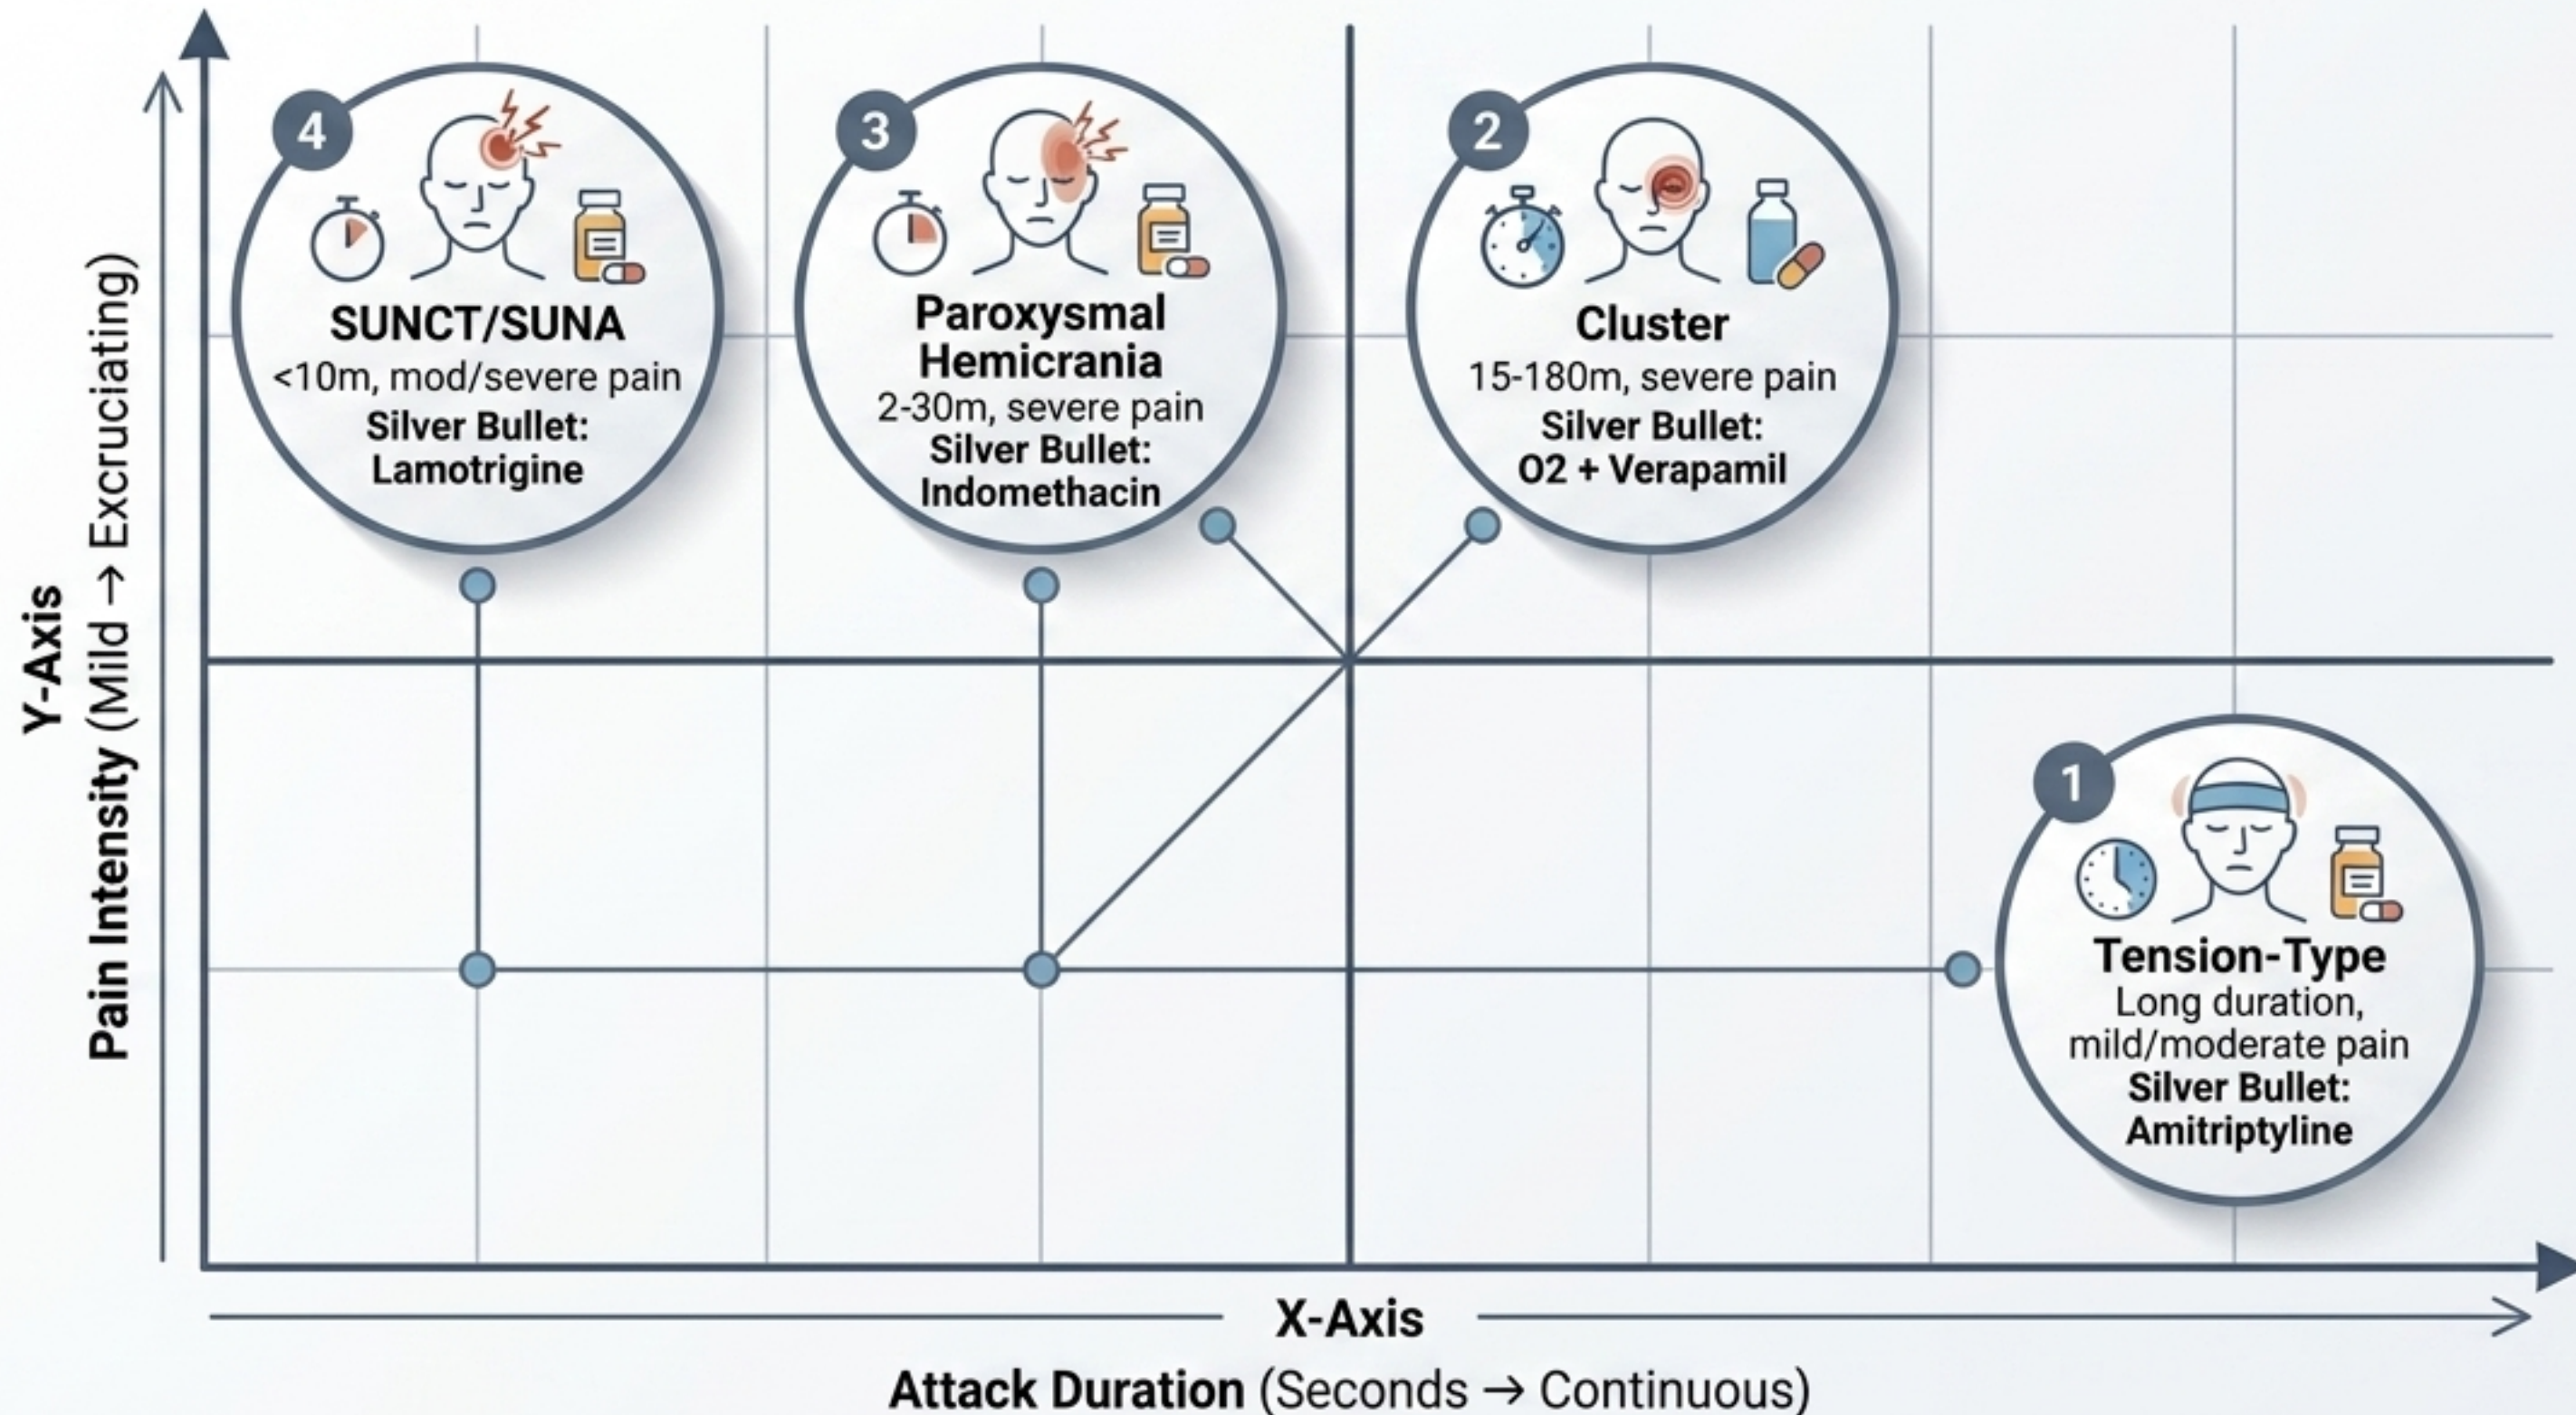 4
SUNCT/SUNA
<10m, mod/severe pain
Silver Bullet:
Lamotrigine
3
Paroxysmal
Hemicrania
2-30m, severe pain
Silver Bullet:
Indomethacin
2
Cluster
15-180m, severe pain
Silver Bullet:
O2 + Verapamil
1
Tension-Type
Long duration,
mild/moderate pain
Silver Bullet:
Amitriptyline
Y-Axis
Pain Intensity (Mild → Excruciating)
X-Axis
Attack Duration (Seconds → Continuous)